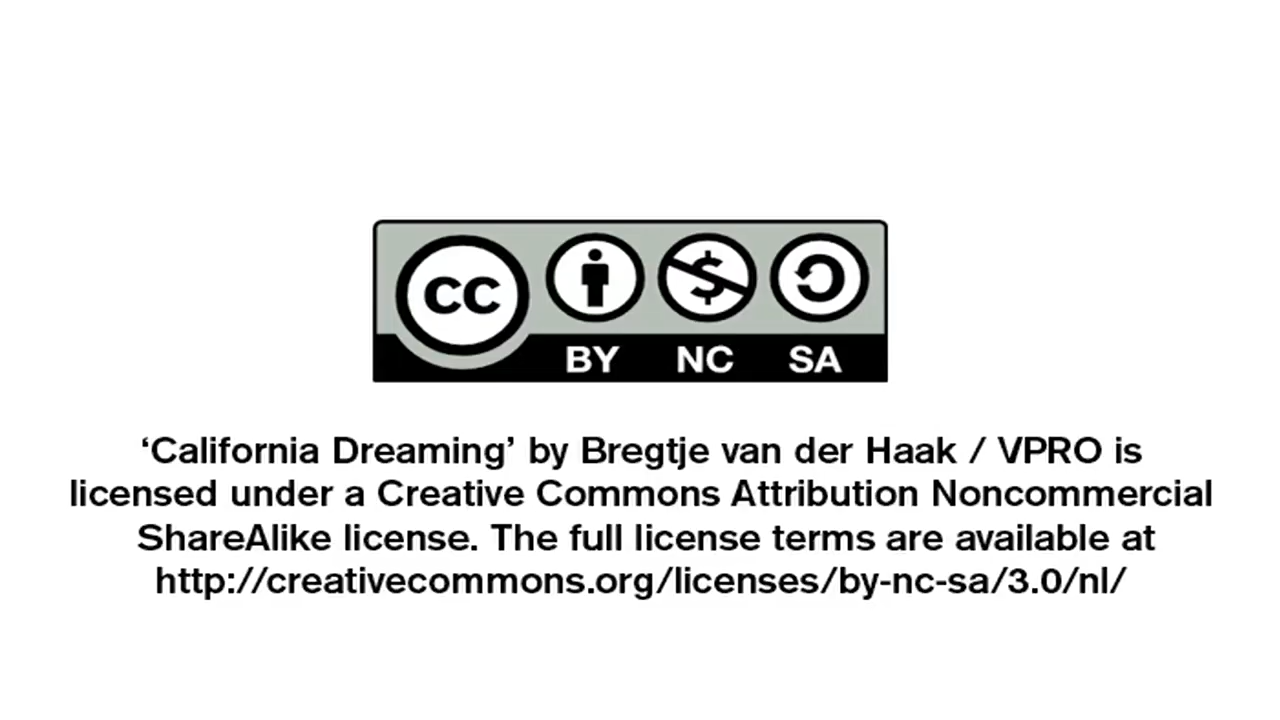 CC
BY NC SA
‘California Dreaming’ by Bregtje van der Haak / VPRO is
licensed under a Creative Commons Attribution Noncommercial
ShareAlike license. The full license terms are available at
http://creativecommons.org/licenses/by-nc-sa/3.0/nl/